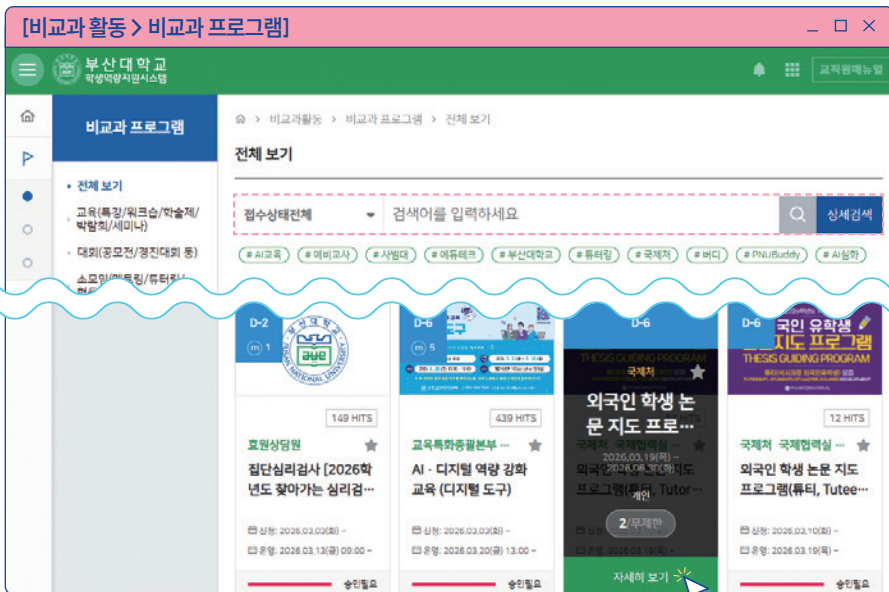 [비교과 활동 > 비교과 프로그램]
부산대학교
학생역량지원시스템
교직원매뉴얼
비교과 프로그램
비교과활동 > 비교과 프로그램 > 전체 보기
전체 보기
전체 보기
교육(특강/워크숍/학술제/
박람회/세미나)
대회(공모전/경진대회 등)
접수상태전체
검색어를 입력하세요
상세검색
# AI교육
# 예비교사
# 사범대
# 에듀테크
# 부산대학교
# 튜터링
# 국제처
# 버디
# PNUBuddy
# AI심화
D-2
m 1
149 HITS
효원상담원
집단심리검사 [2026학
년도 찾아가는 심리검…
신청: 2026.03.03(화) ~
운영: 2026.03.13(금) 09:00 ~
승인필요
D-6
m 5
439 HITS
교육특화총괄본부 …
AI · 디지털 역량 강화
교육 (디지털 도구)
신청: 2026.03.03(화) ~
운영: 2026.03.20(금) 13:00 ~
승인필요
D-6
THESIS GUIDING PROGRAM
국제처
외국인 학생 논
문 지도 프로…
2026.03.19(목) ~
2026.06.30(화)
개인
2/무제한
자세히 보기
D-6
국인 유학생
지도 프로그램
THESIS GUIDING PROGRAM
12 HITS
국제처 국제협력실 …
외국인 학생 논문 지도
프로그램(튜티, Tutee…
신청: 2026.03.10(화) ~
운영: 2026.03.19(목) ~
승인필요